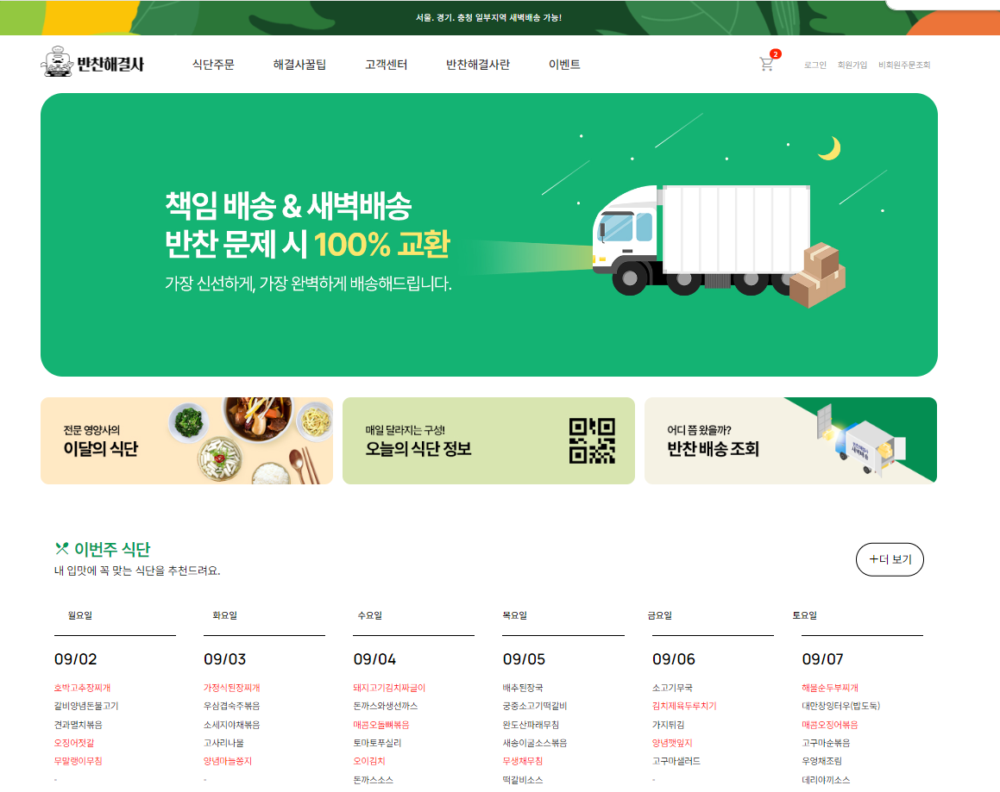 서울. 경기. 충청 일부지역 새벽배송 가능!
반찬해결사
식단주문 해결사꿀팁 고객센터 반찬해결사란 이벤트
2
로그인 회원가입 비회원주문조회
책임 배송 & 새벽배송
반찬 문제 시 100% 교환
가장 신선하게, 가장 완벽하게 배송해드립니다.
전문 영양사의
이달의 식단
매일 달라지는 구성!
오늘의 식단 정보
어디 쯤 왔을까?
반찬 배송 조회
반찬해결사
새벽배송
이번주 식단
내 입맛에 꼭 맞는 식단을 추천드려요.
+더 보기
월요일 화요일 수요일 목요일 금요일 토요일
09/02 09/03 09/04 09/05 09/06 09/07
호박고추장찌개 가정식된장찌개 돼지고기김치짜글이 배추된장국 소고기무국 해물순두부찌개
갈비양념돈불고기 우삼겹숙주볶음 돈까스와생선까스 궁중소고기떡갈비 김치제육두루치기 대만창잉터우(밥도둑)
견과멸치볶음 소세지야채볶음 매콤오돌뼈볶음 완도산파래무침 가지튀김 매콤오징어볶음
오징어젓갈 고사리나물 토마토푸실리 새송이굴소스볶음 양념깻잎지 고구마순볶음
무말랭이무침 양념마늘쫑지 오이김치 무생채무침 고구마샐러드 우엉채조림
- - 돈까스소스 떡갈비소스 - 데리야끼소스